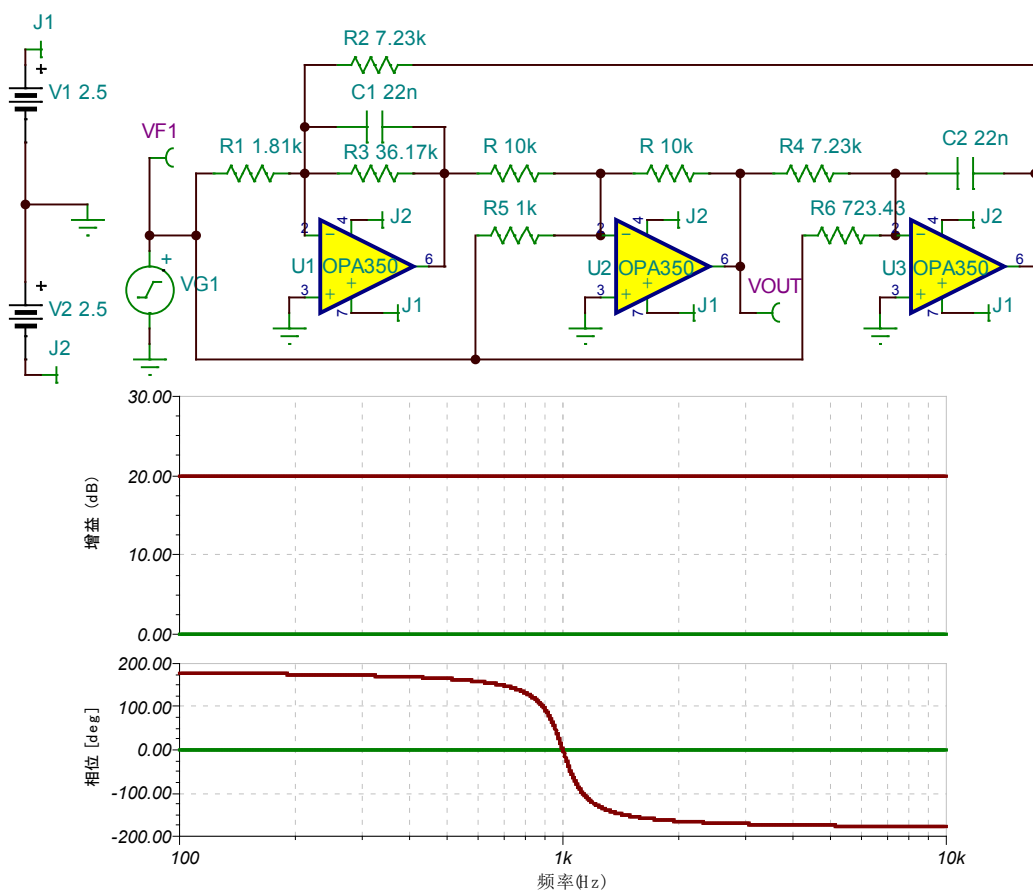 J1
V1 2.5
V2 2.5
J2
VF1
VG1
R2 7.23k
C1 22n
R1 1.81k
R3 36.17k
R 10k
R 10k
R4 7.23k
C2 22n
R5 1k
R6 723.43
2
3
4
7
6
U1
OPA350
J2
J1
2
3
4
7
6
U2
OPA350
J2
J1
VOUT
2
3
4
7
6
U3
OPA350
J2
J1
30.00
20.00
10.00
0.00
增益 (dB)
200.00
100.00
0.00
-100.00
-200.00
相位 [deg]
100
1k
10k
频率(Hz)